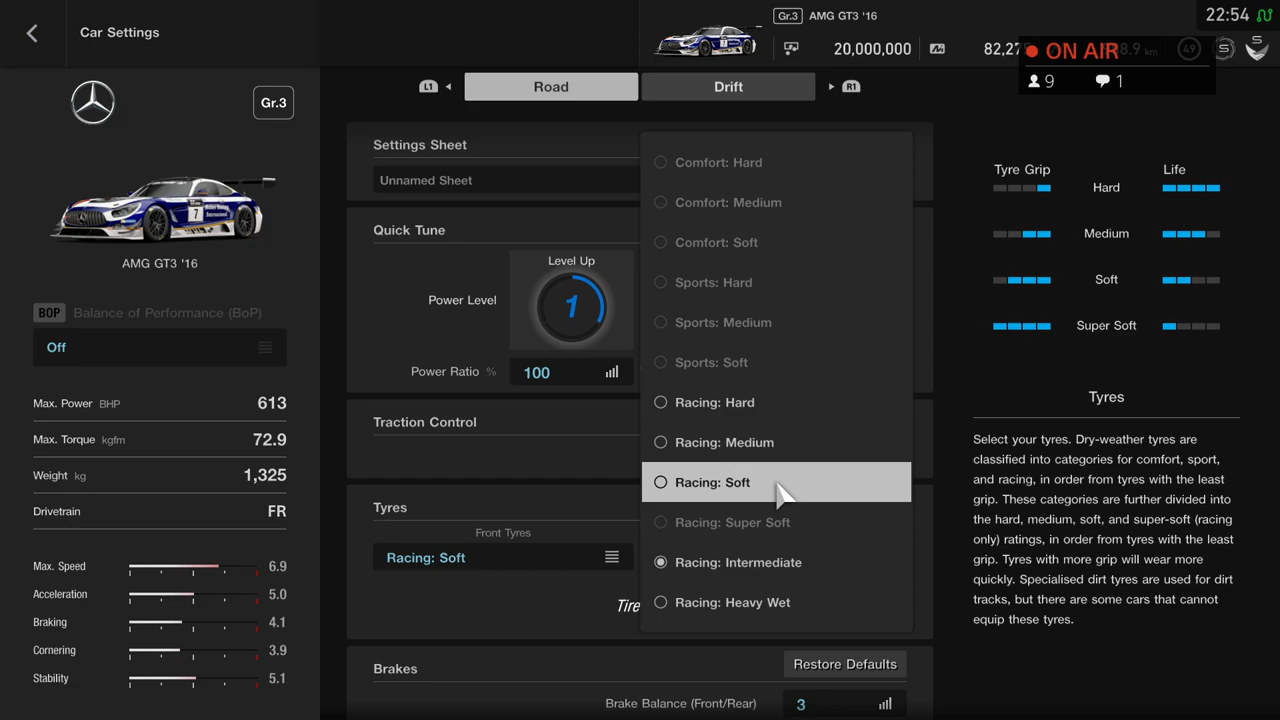 Car Settings
Gr.3 AMG GT3 '16
22:54
20,000,000
ON AIR
49
S
S
9 1
L1 Road Drift R1
Gr.3
7
AMG GT3 '16
BOP Balance of Performance (BoP)
Off
Max. Power BHP 613
Max. Torque kgfm 72.9
Weight kg 1,325
Drivetrain FR
Max. Speed 6.9
Acceleration 5.0
Braking 4.1
Cornering 3.9
Stability 5.1
Settings Sheet
Unnamed Sheet
Quick Tune
Level Up
Power Level 1
Power Ratio % 100
Traction Control
Tyres
Front Tyres
Racing: Soft
Tire
Brakes
Restore Defaults
Brake Balance (Front/Rear) 3
Comfort: Hard
Comfort: Medium
Comfort: Soft
Sports: Hard
Sports: Medium
Sports: Soft
Racing: Hard
Racing: Medium
Racing: Soft
Racing: Super Soft
Racing: Intermediate
Racing: Heavy Wet
Tyre Grip Life
Hard
Medium
Soft
Super Soft
Tyres
Select your tyres. Dry-weather tyres are
classified into categories for comfort, sport,
and racing, in order from tyres with the least
grip. These categories are further divided into
the hard, medium, soft, and super-soft (racing
only) ratings, in order from tyres with the least
grip. Tyres with more grip will wear more
quickly. Specialised dirt tyres are used for dirt
tracks, but there are some cars that cannot
equip these tyres.